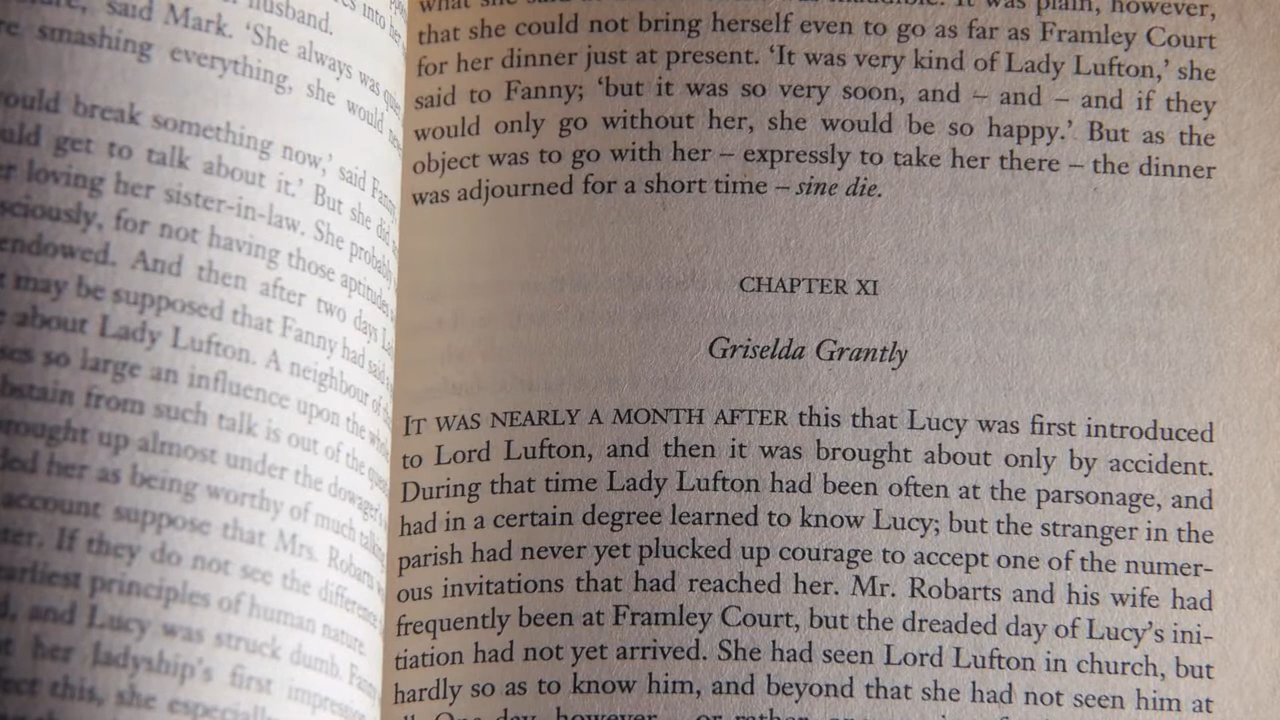 husband.
said Mark. 'She always was
smashing everything, she would
break something now,' said Fanny,
get to talk about it.' But she did
loving her sister-in-law. She probably
for not having those aptitudes
endowed. And then after two days
may be supposed that Fanny had said
about Lady Lufton. A neighbour of
so large an influence upon the whole
from such talk is out of the
up almost under the dowager's
her as being worthy of much talking
account suppose that Mrs. Robarts
If they do not see the difference
earliest principles of human nature.
and Lucy was struck dumb. Fanny
her ladyship's first
this, she
that she could not bring herself even to go as far as Framley Court
for her dinner just at present. 'It was very kind of Lady Lufton,' she
said to Fanny; 'but it was so very soon, and – and – and if they
would only go without her, she would be so happy.' But as the
object was to go with her – expressly to take her there – the dinner
was adjourned for a short time – sine die.
CHAPTER XI
Griselda Grantly
IT WAS NEARLY A MONTH AFTER this that Lucy was first introduced
to Lord Lufton, and then it was brought about only by accident.
During that time Lady Lufton had been often at the parsonage, and
had in a certain degree learned to know Lucy; but the stranger in the
parish had never yet plucked up courage to accept one of the numer-
ous invitations that had reached her. Mr. Robarts and his wife had
frequently been at Framley Court, but the dreaded day of Lucy's ini-
tiation had not yet arrived. She had seen Lord Lufton in church, but
hardly so as to know him, and beyond that she had not seen him at